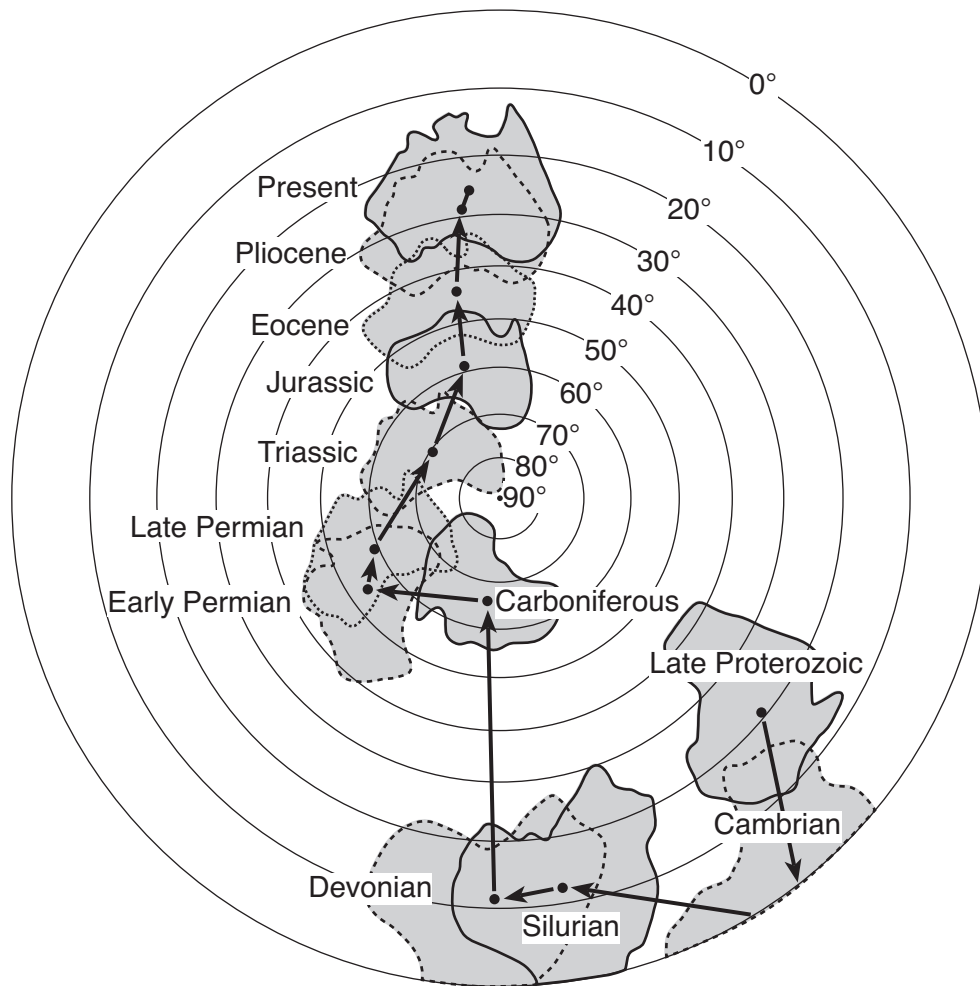 0°
10°
20°
30°
40°
50°
60°
70°
80°
90°
Present
Pliocene
Eocene
Jurassic
Triassic
Late Permian
Early Permian
Carboniferous
Late Proterozoic
Cambrian
Devonian
Silurian